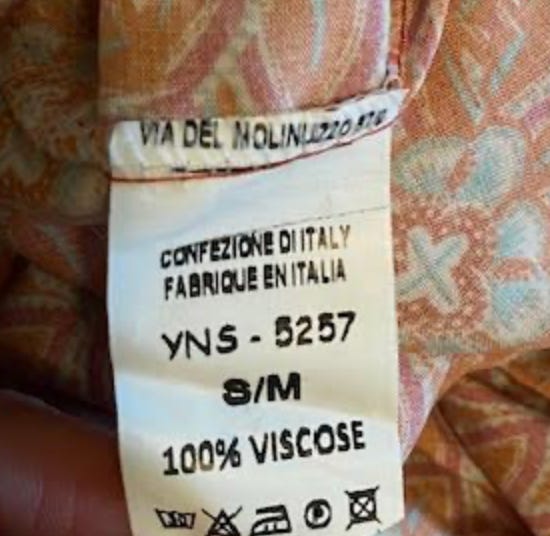 VIA DEL MOLINUZZO
CONFEZIONE DI ITALY
FABRIQUE EN ITALIA
YNS - 5257
S/M
100% VISCOSE